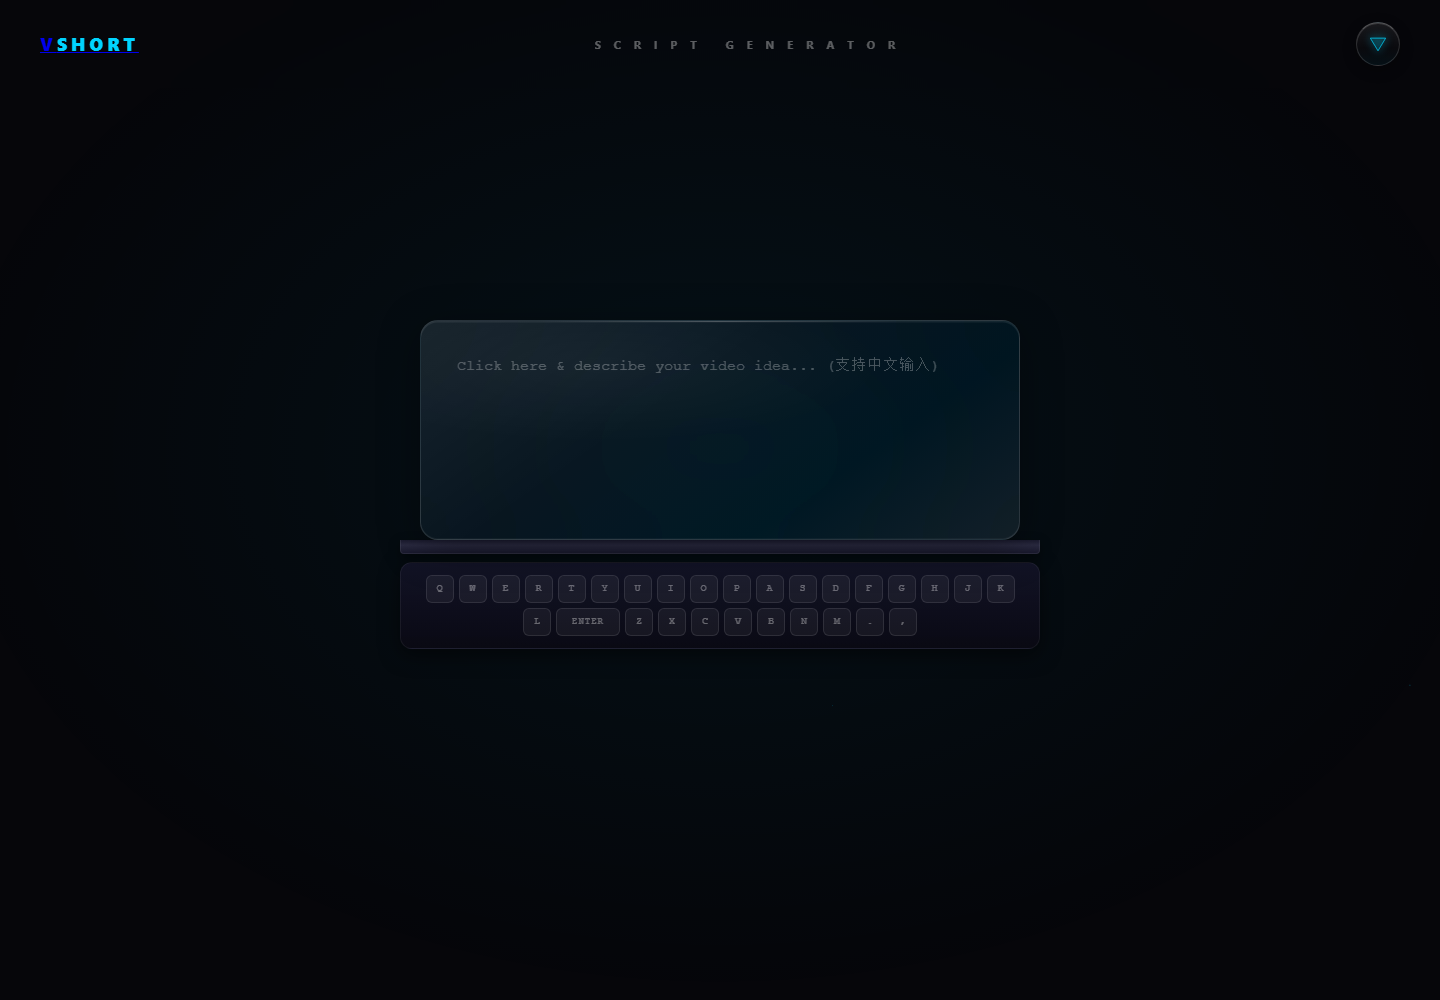 VSHORT
SCRIPT GENERATOR
Click here & describe your video idea... (支持中文输入)
Q W E R T Y U I O P A S D F G H J K
L ENTER Z X C V B N M . ,